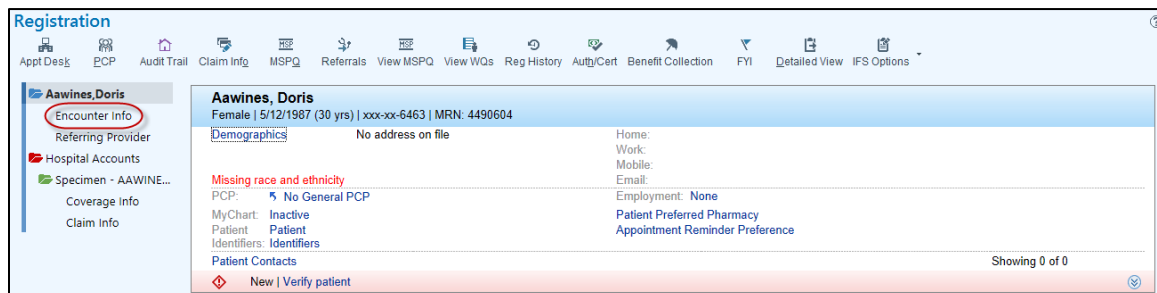 Registration
Appt Desk PCP Audit Trail Claim Info MSPQ Referrals View MSPQ View WQs Reg History Auth/Cert Benefit Collection FYI Detailed View IFS Options
MSP MSP
Aawines,Doris
Encounter Info
Referring Provider
Hospital Accounts
Specimen - AAWINE...
Coverage Info
Claim Info
Aawines, Doris
Female | 5/12/1987 (30 yrs) | xxx-xx-6463 | MRN: 4490604
Demographics No address on file Home:
Work:
Mobile:
Missing race and ethnicity Email:
PCP: No General PCP Employment: None
MyChart: Inactive Patient Preferred Pharmacy
Patient Patient Appointment Reminder Preference
Identifiers: Identifiers
Patient Contacts Showing 0 of 0
New | Verify patient